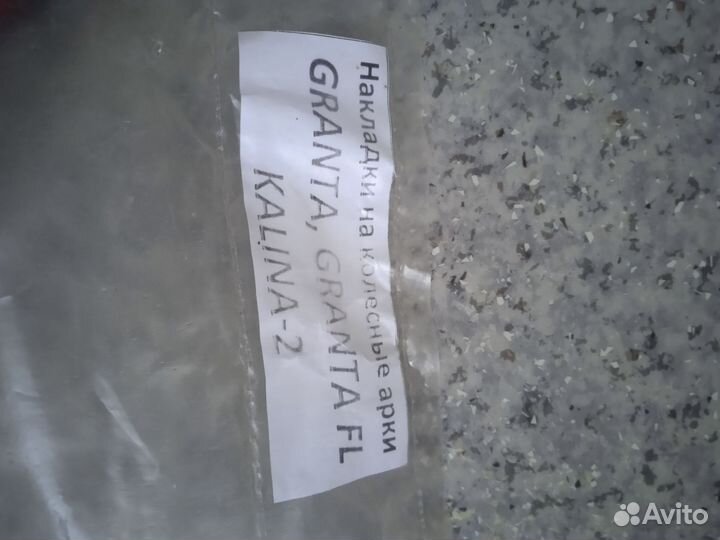 Накладки на колесные арки
GRANTA, GRANTA FL
KALINA-2
Avito